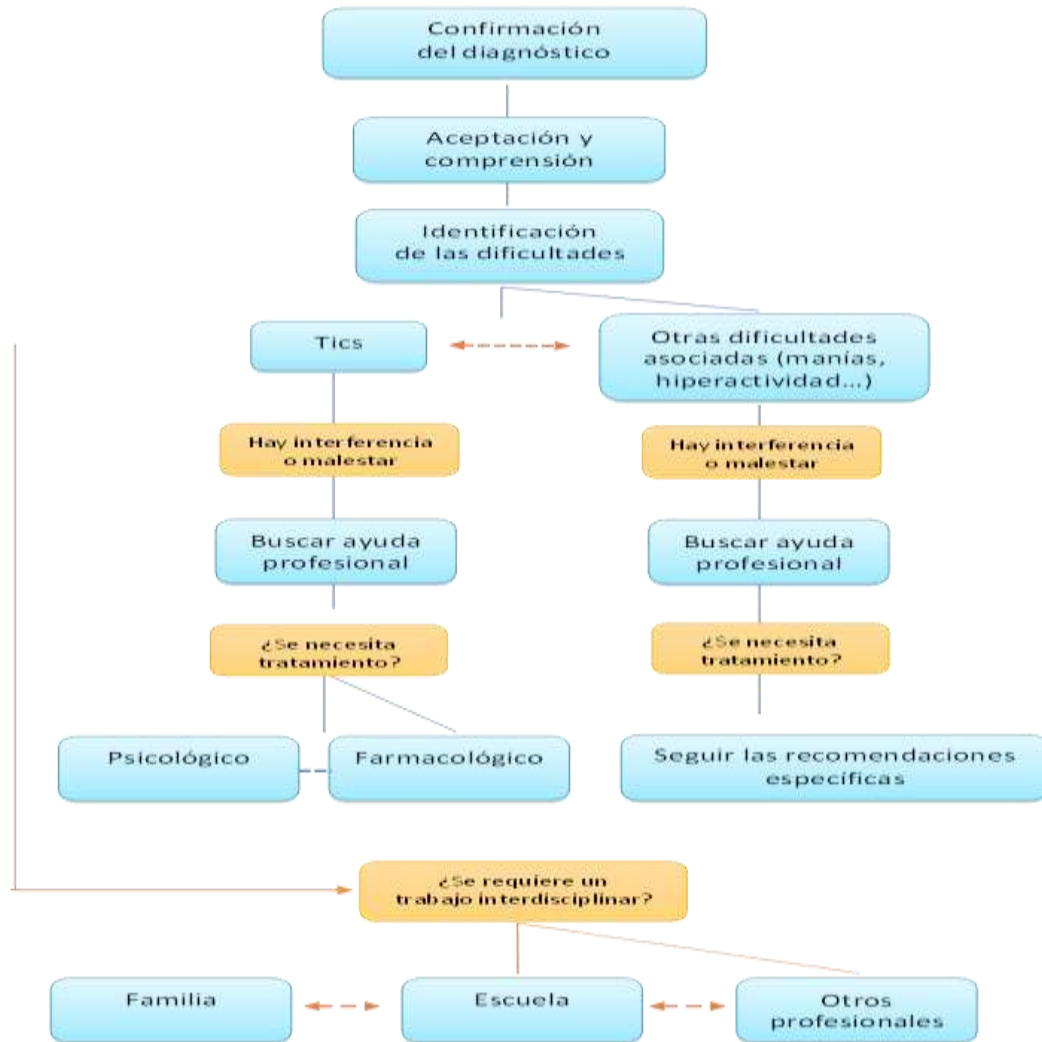 Confirmación
del diagnóstico
Aceptación y
comprensión
Identificación
de las dificultades
Tics
Otras dificultades
asociadas (manías,
hiperactividad...)
Hay interferencia
o malestar
Hay interferencia
o malestar
Buscar ayuda
profesional
Buscar ayuda
profesional
¿Se necesita
tratamiento?
¿Se necesita
tratamiento?
Psicológico
Farmacológico
Seguir las recomendaciones
específicas
¿Se requiere un
trabajo interdisciplinar?
Familia
Escuela
Otros
profesionales